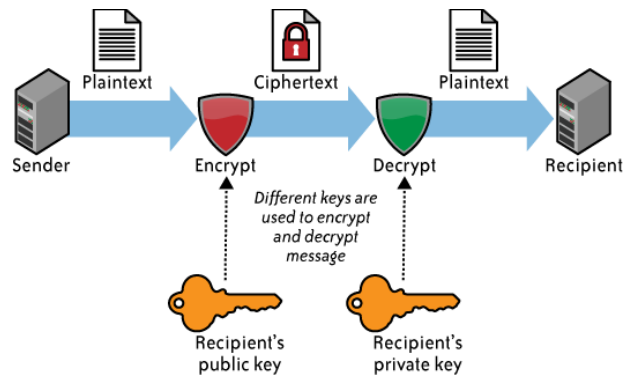 Plaintext
Ciphertext
Plaintext
Sender
Encrypt
Decrypt
Recipient
Different keys are
used to encrypt
and decrypt
message
Recipient's
public key
Recipient's
private key